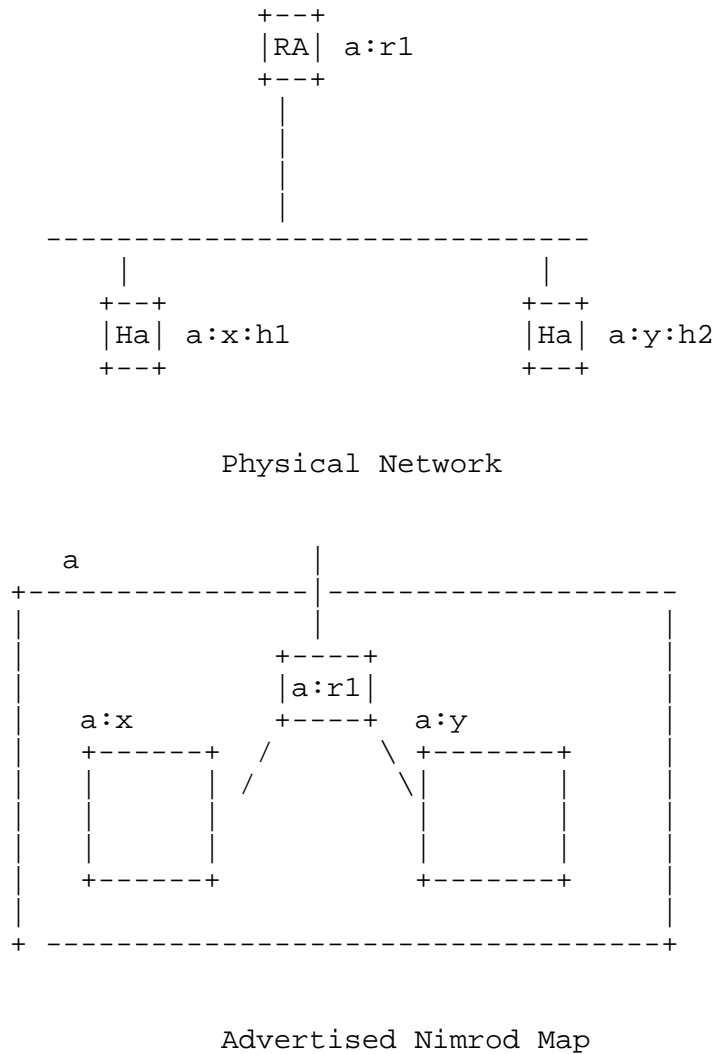 RA a:r1
Ha a:x:h1 Ha a:y:h2
Physical Network
a
a:r1
a:x a:y
Advertised Nimrod Map